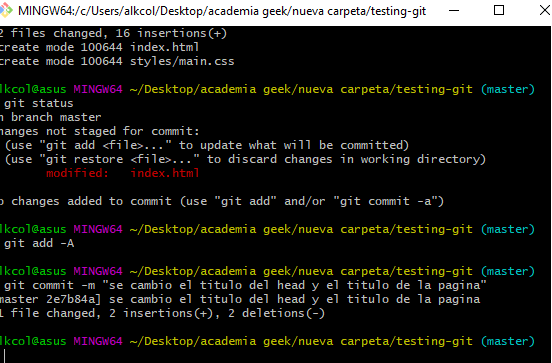 MINGW64:/c/Users/alkcol/Desktop/academia geek/nueva carpeta/testing-git
2 files changed, 16 insertions(+)
create mode 100644 index.html
create mode 100644 styles/main.css
lkcol@asus MINGW64 ~/Desktop/academia geek/nueva carpeta/testing-git (master)
git status
n branch master
hanges not staged for commit:
(use "git add <file>..." to update what will be committed)
(use "git restore <file>..." to discard changes in working directory)
modified: index.html
o changes added to commit (use "git add" and/or "git commit -a")
lkcol@asus MINGW64 ~/Desktop/academia geek/nueva carpeta/testing-git (master)
git add -A
lkcol@asus MINGW64 ~/Desktop/academia geek/nueva carpeta/testing-git (master)
git commit -m "se cambio el titulo del head y el titulo de la pagina"
master 2e7b84a] se cambio el titulo del head y el titulo de la pagina
1 file changed, 2 insertions(+), 2 deletions(-)
lkcol@asus MINGW64 ~/Desktop/academia geek/nueva carpeta/testing-git (master)